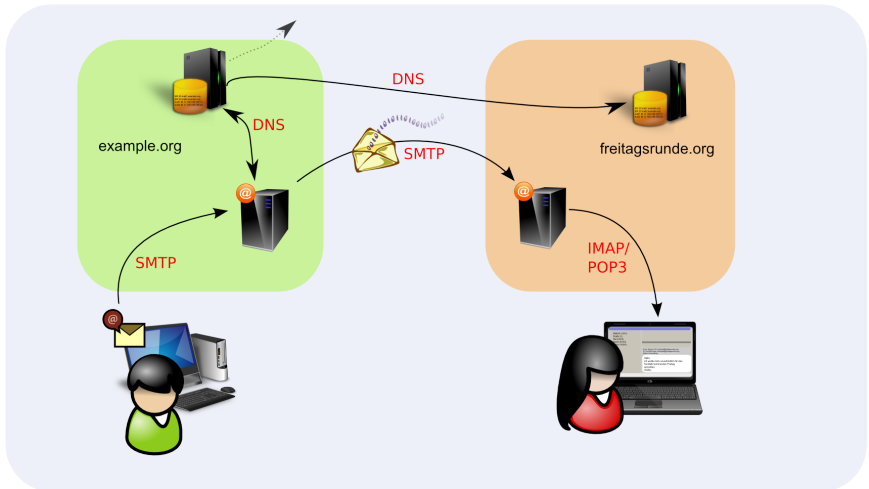 DNS
DNS
example.org
SMTP
freitagsrunde.org
@
@
SMTP
IMAP/
POP3
@